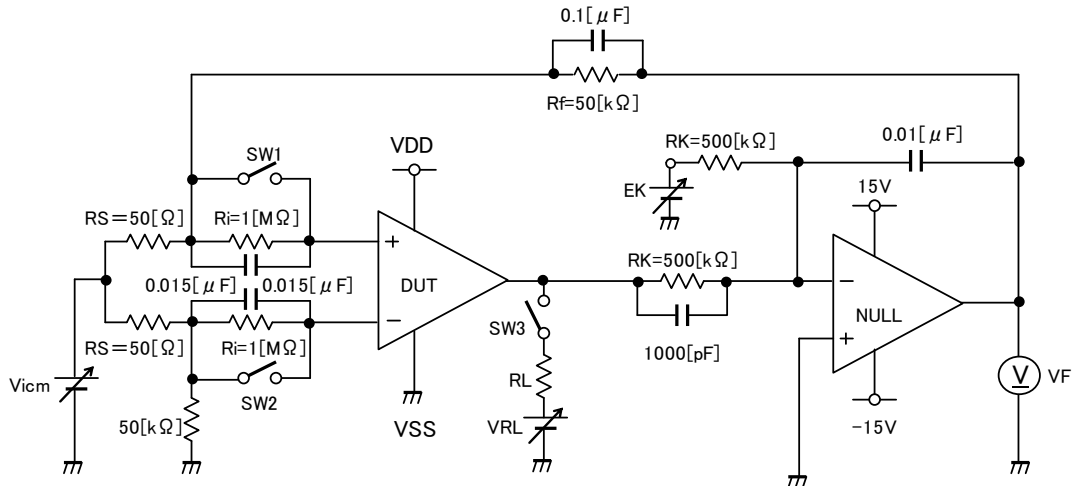 0.1[μF]
Rf=50[kΩ]
SW1
VDD
RK=500[kΩ]
0.01[μF]
EK
15V
RS=50[Ω]
Ri=1[MΩ]
+
RK=500[kΩ]
0.015[μF]
0.015[μF]
DUT
−
NULL
−
SW3
+
RS=50[Ω]
Ri=1[MΩ]
1000[pF]
V
VF
Vicm
SW2
RL
50[kΩ]
VSS
VRL
−15V